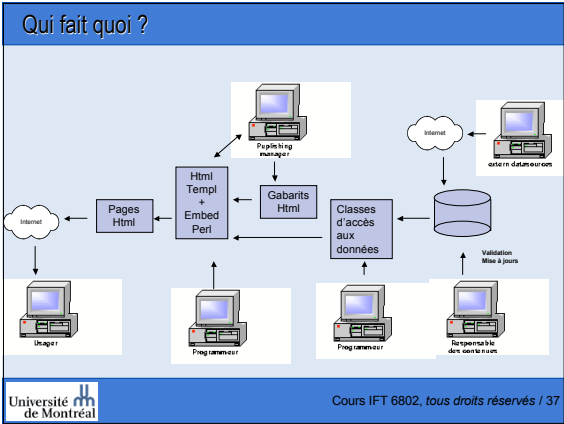 Qui fait quoi ?
Puplishing
manager
Internet
extern datasources
Html
Templ
+
Embed
Perl
Gabarits
Html
Pages
Html
Internet
Classes
d'accès
aux
données
Validation
Mise à jours
Usager
Programmeur
Programmeur
Responsable
des contenues
Université
de Montréal
Cours IFT 6802, tous droits réservés / 37